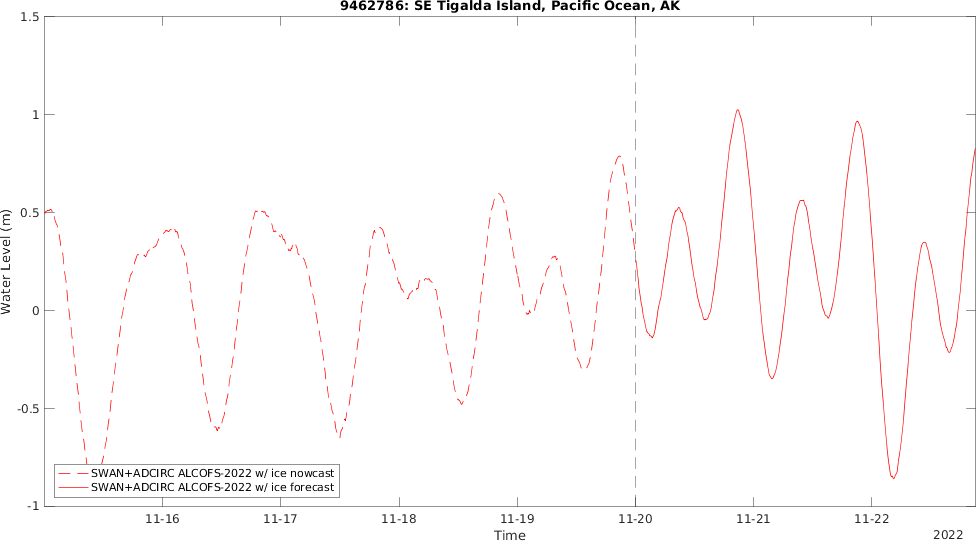 9462786: SE Tigalda Island, Pacific Ocean, AK
1.5
1
0.5
0
-0.5
-1
Water Level (m)
SWAN+ADCIRC ALCOFS-2022 w/ ice nowcast
SWAN+ADCIRC ALCOFS-2022 w/ ice forecast
11-16 11-17 11-18 11-19 11-20 11-21 11-22
Time
2022